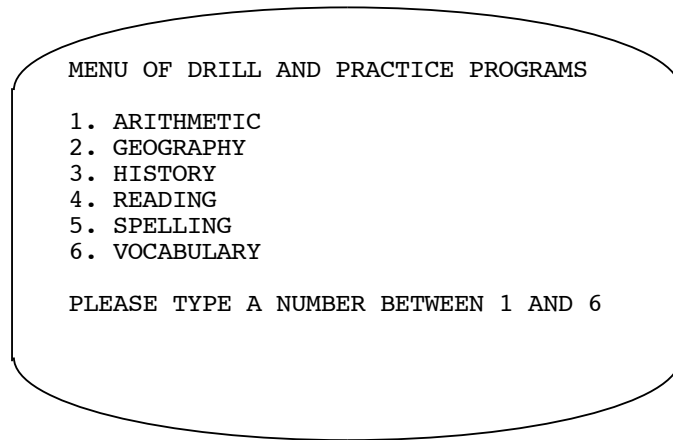 MENU OF DRILL AND PRACTICE PROGRAMS
1. ARITHMETIC
2. GEOGRAPHY
3. HISTORY
4. READING
5. SPELLING
6. VOCABULARY
PLEASE TYPE A NUMBER BETWEEN 1 AND 6